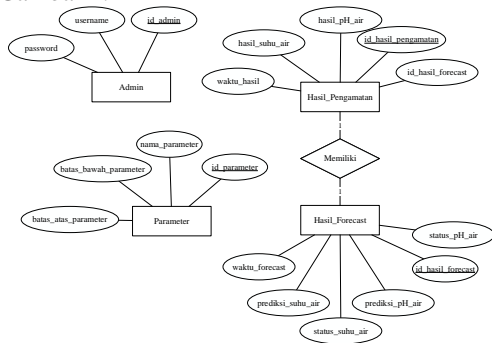 username
id_admin
password
Admin
hasil_pH_air
hasil_suhu_air
id_hasil_pengamatan
waktu_hasil
id_hasil_forecast
Hasil_Pengamatan
Memiliki
nama_parameter
batas_bawah_parameter
id_parameter
batas_atas_parameter
Parameter
Hasil_Forecast
status_pH_air
waktu_forecast
id_hasil_forecast
prediksi_suhu_air
prediksi_pH_air
status_suhu_air